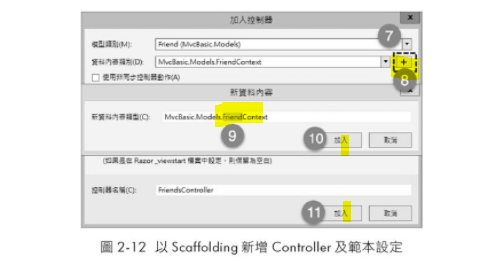 加入控制器
x
7
模型類別(M):
Friend (MvcBasic.Models)
資料內容類別(D):
MvcBasic.Models.FriendContext
+
8
使用非同步控制器動作(A)
新資料內容
新資料內容類型(C):
MvcBasic.Models.FriendContext
9
10
加入
取消
(如果是在 Razor _viewstart 檔案中設定,則保留為空白)
控制器名稱(C):
FriendsController
11
加入
取消
圖 2-12 以 Scaffolding 新增 Controller 及範本設定